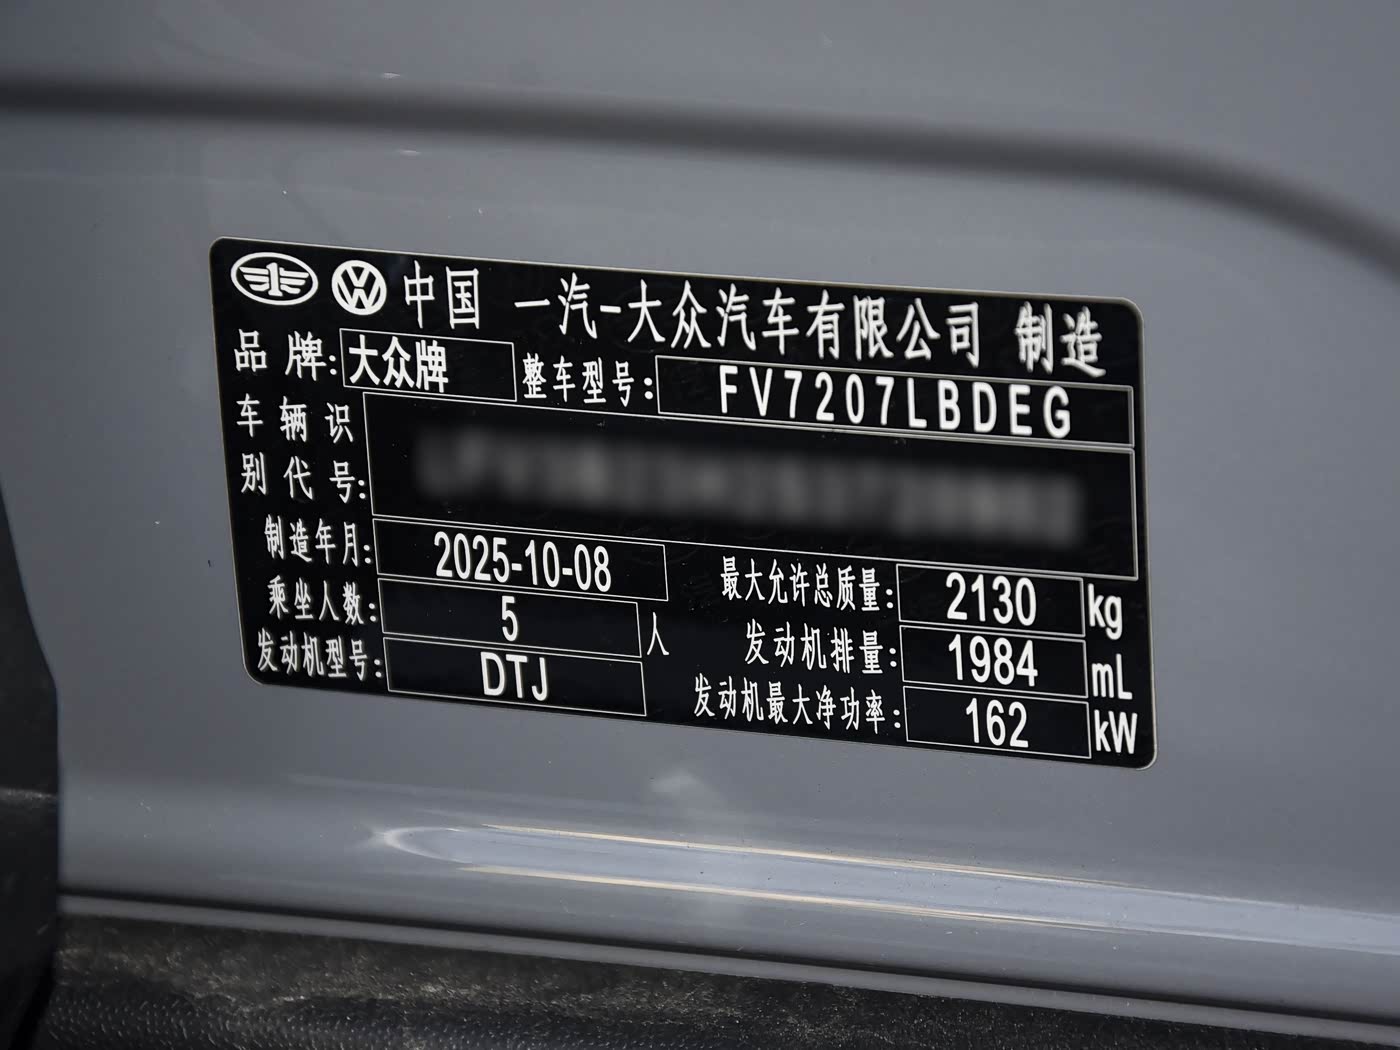 中国 一汽-大众汽车有限公司 制造
品牌: 大众牌 整车型号: FV7207LBDEG
车辆识别代号:
制造年月: 2025-10-08 最大允许总质量: 2130 kg
乘坐人数: 5 人 发动机排量: 1984 mL
发动机型号: DTJ 发动机最大净功率: 162 kW